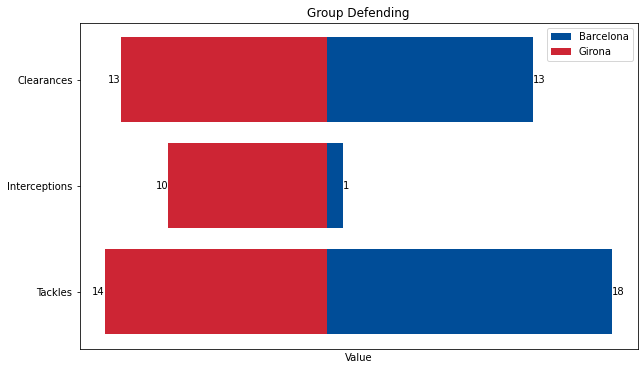 Group Defending
Barcelona
Girona
Clearances
13
13
Interceptions
10
1
Tackles
14
18
Value